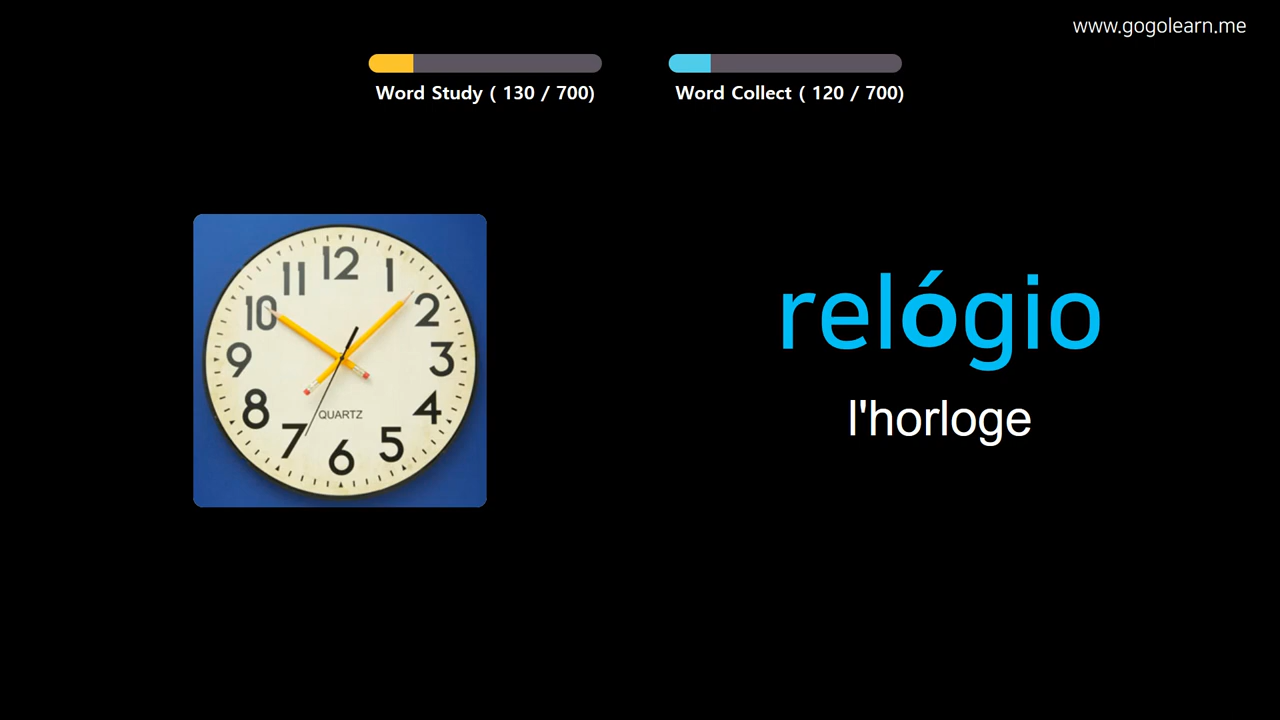 www.gogolearn.me
Word Study ( 130 / 700)
Word Collect ( 120 / 700)
12
11
1
10
2
9
3
8
4
7
5
6
QUARTZ
relógio
l'horloge